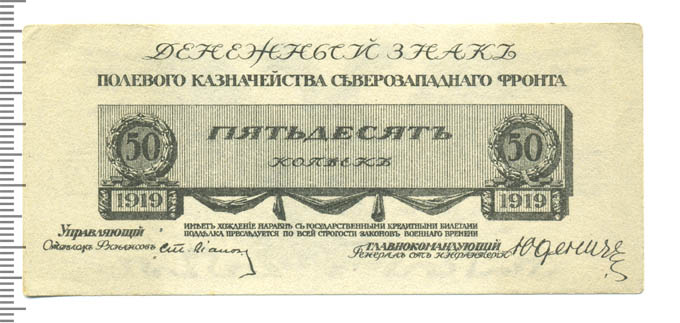 ДЕНЕЖНЫЙ ЗНАКЪ
ПОЛЕВОГО КАЗНАЧЕЙСТВА СѢВЕРОЗАПАДНАГО ФРОНТА
50 ПЯТЬДЕСЯТЪ 50
КОПѢЕКЪ
1919 1919
ИМѢЕТЪ ХОЖДЕНІЕ НАРАВНѢ СЪ ГОСУДАРСТВЕННЫМИ КРЕДИТНЫМИ БИЛЕТАМИ
ПОДДѢЛКА ПРЕСЛѢДУЕТСЯ ПО ВСЕЙ СТРОГОСТИ ЗАКОНОВЪ ВОЕННАГО ВРЕМЕНИ
Управляющій
Отдѣломъ Финансовъ
ГЛАВНОКОМАНДУЮЩІЙ
Генералъ отъ инфантеріи Юденичъ